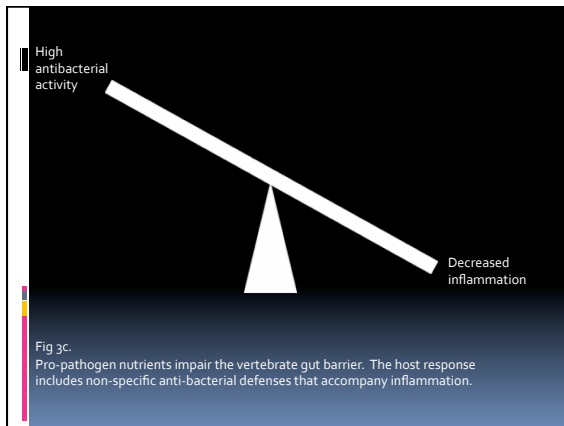 High
antibacterial
activity
Decreased
inflammation
Fig 3c.
Pro-pathogen nutrients impair the vertebrate gut barrier.  The host response
includes non-specific anti-bacterial defenses that accompany inflammation.